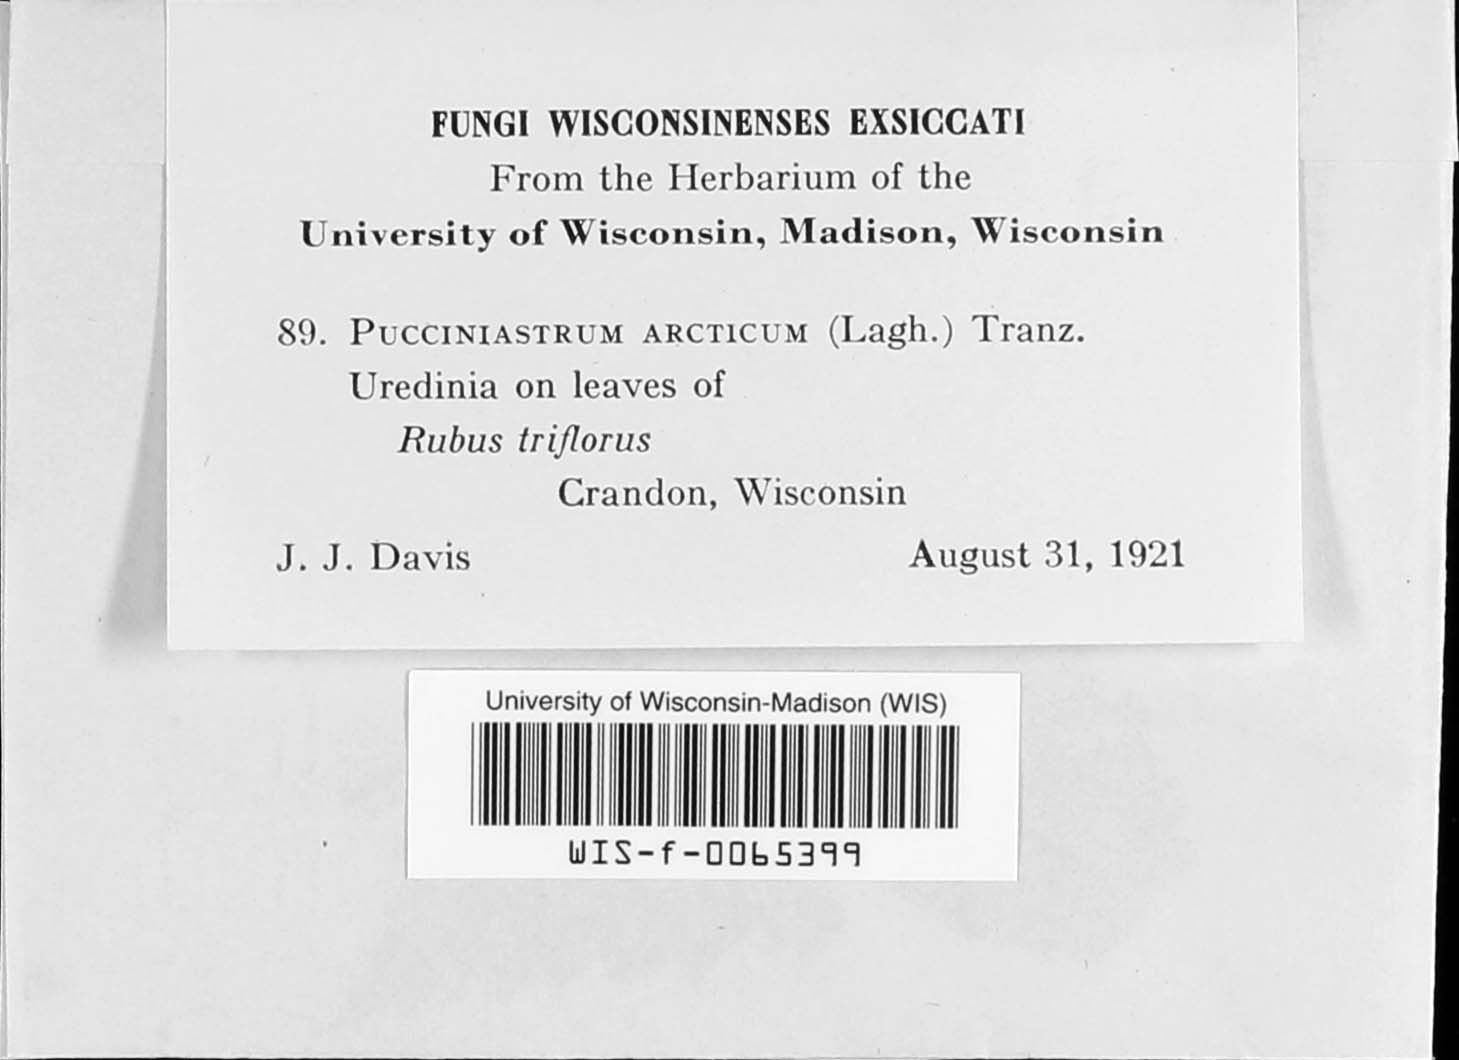 FUNGI WISCONSINENSES EXSICCATI
From the Herbarium of the
University of Wisconsin, Madison, Wisconsin
89. PUCCINIASTRUM ARCTICUM (Lagh.) Tranz.
Uredinia on leaves of
Rubus triflorus
Crandon, Wisconsin
J. J. Davis August 31, 1921
University of Wisconsin-Madison (WIS)
WIS-f-0065399